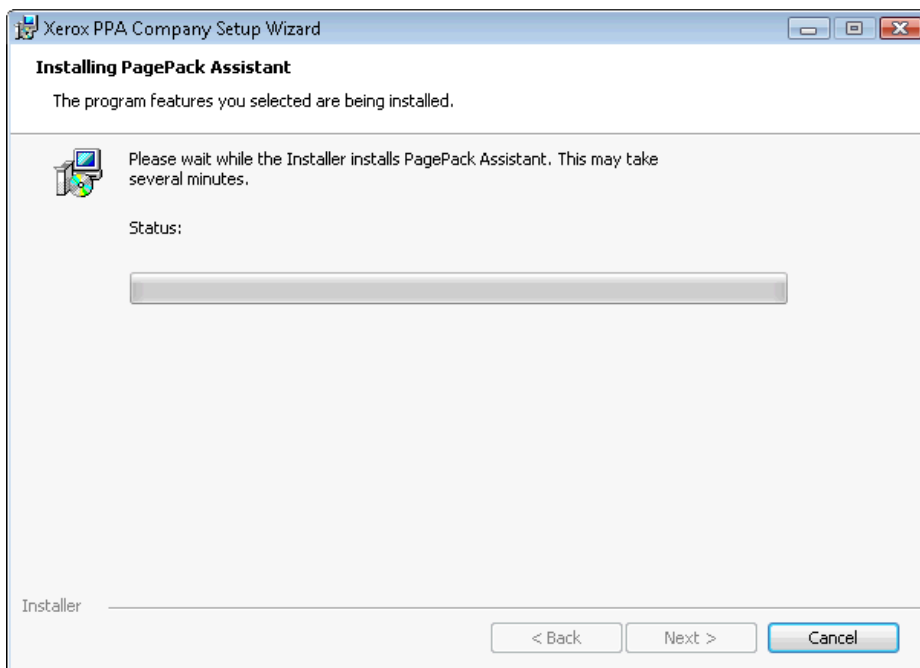 Xerox PPA Company Setup Wizard
Installing PagePack Assistant
The program features you selected are being installed.
Please wait while the Installer installs PagePack Assistant. This may take
several minutes.
Status:
Installer
< Back
Next >
Cancel